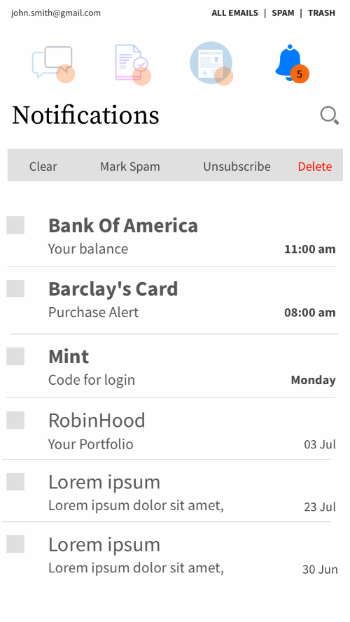 john.smith@gmail.com
ALL EMAILS | SPAM | TRASH
5
Notifications
Clear Mark Spam Unsubscribe Delete
Bank Of America
Your balance 11:00 am
Barclay's Card
Purchase Alert 08:00 am
Mint
Code for login Monday
RobinHood
Your Portfolio 03 Jul
Lorem ipsum
Lorem ipsum dolor sit amet, 23 Jul
Lorem ipsum
Lorem ipsum dolor sit amet, 30 Jun